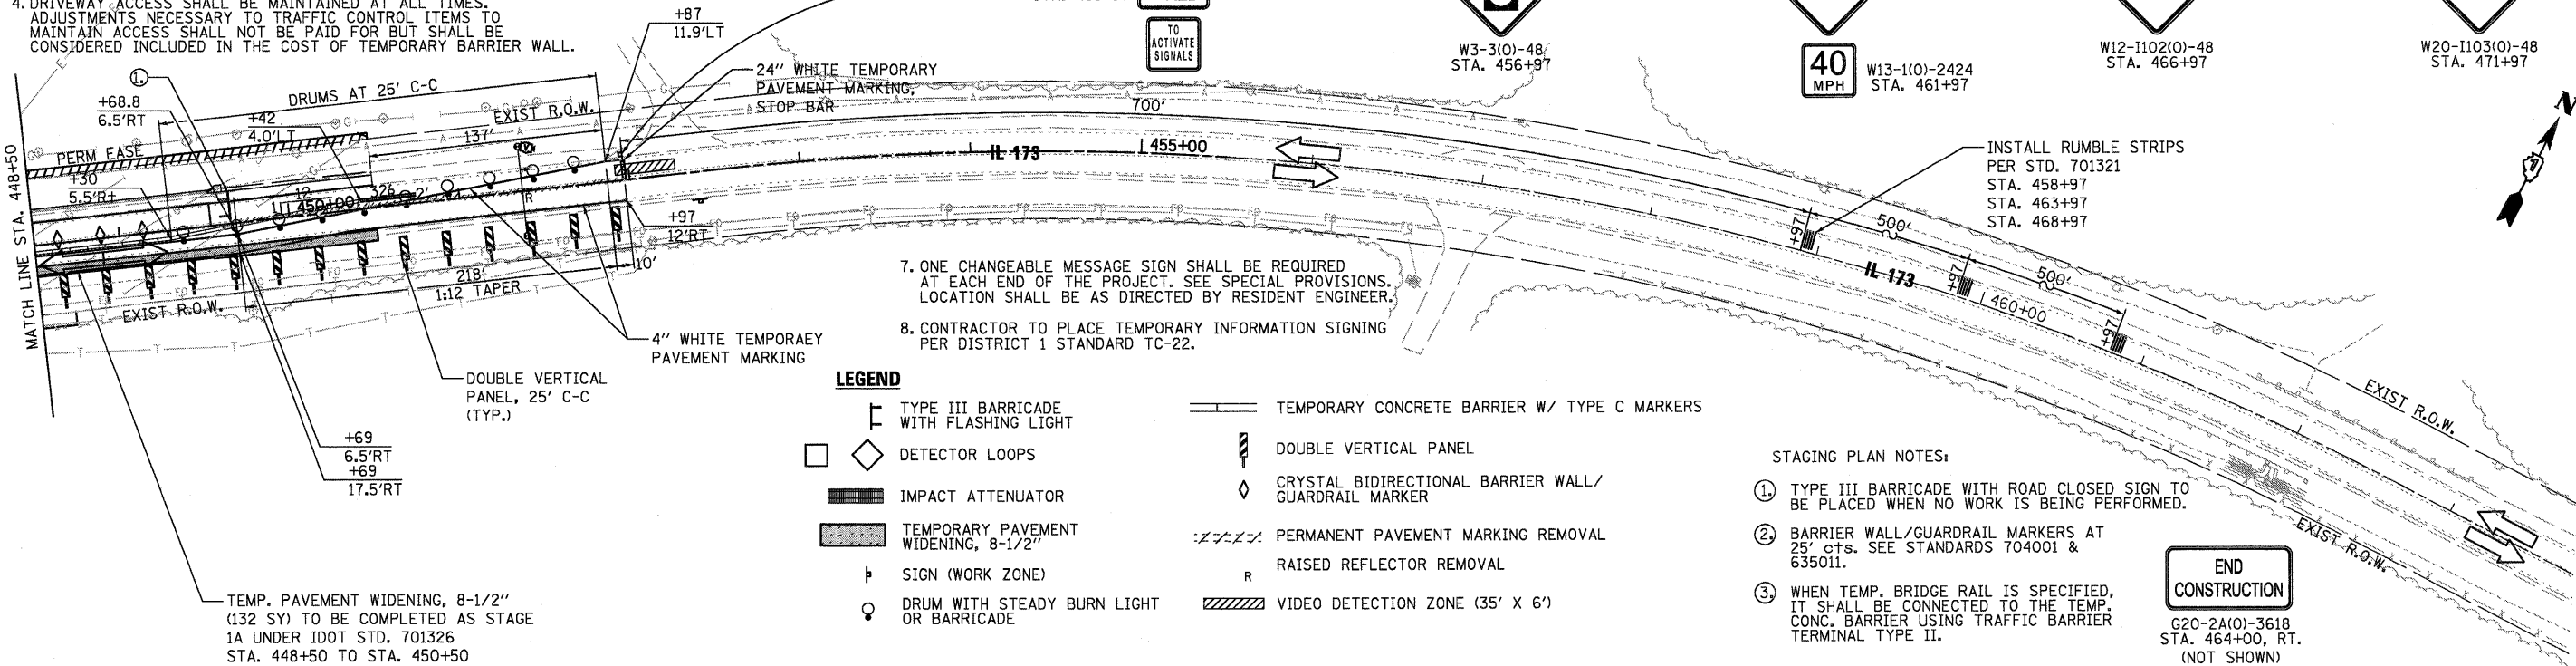 4. DRIVEWAY ACCESS SHALL BE MAINTAINED AT ALL TIMES.
ADJUSTMENTS NECESSARY TO TRAFFIC CONTROL ITEMS TO
MAINTAIN ACCESS SHALL NOT BE PAID FOR BUT SHALL BE
CONSIDERED INCLUDED IN THE COST OF TEMPORARY BARRIER WALL.
+87
11.9'LT
TO
ACTIVATE
SIGNALS
W3-3(O)-48
STA. 456+97
40
MPH
W13-1(O)-2424
STA. 461+97
W12-I102(O)-48
STA. 466+97
W20-I103(O)-48
STA. 471+97
N
1.
+68.8
6.5'RT
DRUMS AT 25' C-C
+42
4.0'LT
EXIST R.O.W.
137'
24" WHITE TEMPORARY
PAVEMENT MARKING,
STOP BAR
700'
IL 173
455+00
MATCH LINE STA. 448+50
PERM EASE
+30
5.5'R+
12
326
2'
450+00
R
+97
12'RT
10'
218'
1:12 TAPER
EXIST R.O.W.
INSTALL RUMBLE STRIPS
PER STD. 701321
STA. 458+97
STA. 463+97
STA. 468+97
+97
500'
+97
500'
+97
IL 173
460+00
EXIST R.O.W.
EXIST R.O.W.
4" WHITE TEMPORAEY
PAVEMENT MARKING
DOUBLE VERTICAL
PANEL, 25' C-C
(TYP.)
+69
6.5'RT
+69
17.5'RT
TEMP. PAVEMENT WIDENING, 8-1/2"
(132 SY) TO BE COMPLETED AS STAGE
1A UNDER IDOT STD. 701326
STA. 448+50 TO STA. 450+50
7. ONE CHANGEABLE MESSAGE SIGN SHALL BE REQUIRED
AT EACH END OF THE PROJECT. SEE SPECIAL PROVISIONS.
LOCATION SHALL BE AS DIRECTED BY RESIDENT ENGINEER.
8. CONTRACTOR TO PLACE TEMPORARY INFORMATION SIGNING
PER DISTRICT 1 STANDARD TC-22.
LEGEND
TYPE III BARRICADE
WITH FLASHING LIGHT
DETECTOR LOOPS
IMPACT ATTENUATOR
TEMPORARY PAVEMENT
WIDENING, 8-1/2"
SIGN (WORK ZONE)
DRUM WITH STEADY BURN LIGHT
OR BARRICADE
TEMPORARY CONCRETE BARRIER W/ TYPE C MARKERS
DOUBLE VERTICAL PANEL
CRYSTAL BIDIRECTIONAL BARRIER WALL/
GUARDRAIL MARKER
PERMANENT PAVEMENT MARKING REMOVAL
R RAISED REFLECTOR REMOVAL
VIDEO DETECTION ZONE (35' X 6')
STAGING PLAN NOTES:
1. TYPE III BARRICADE WITH ROAD CLOSED SIGN TO
BE PLACED WHEN NO WORK IS BEING PERFORMED.
2. BARRIER WALL/GUARDRAIL MARKERS AT
25' cts. SEE STANDARDS 704001 &
635011.
3. WHEN TEMP. BRIDGE RAIL IS SPECIFIED,
IT SHALL BE CONNECTED TO THE TEMP.
CONC. BARRIER USING TRAFFIC BARRIER
TERMINAL TYPE II.
END
CONSTRUCTION
G20-2A(O)-3618
STA. 464+00, RT.
(NOT SHOWN)